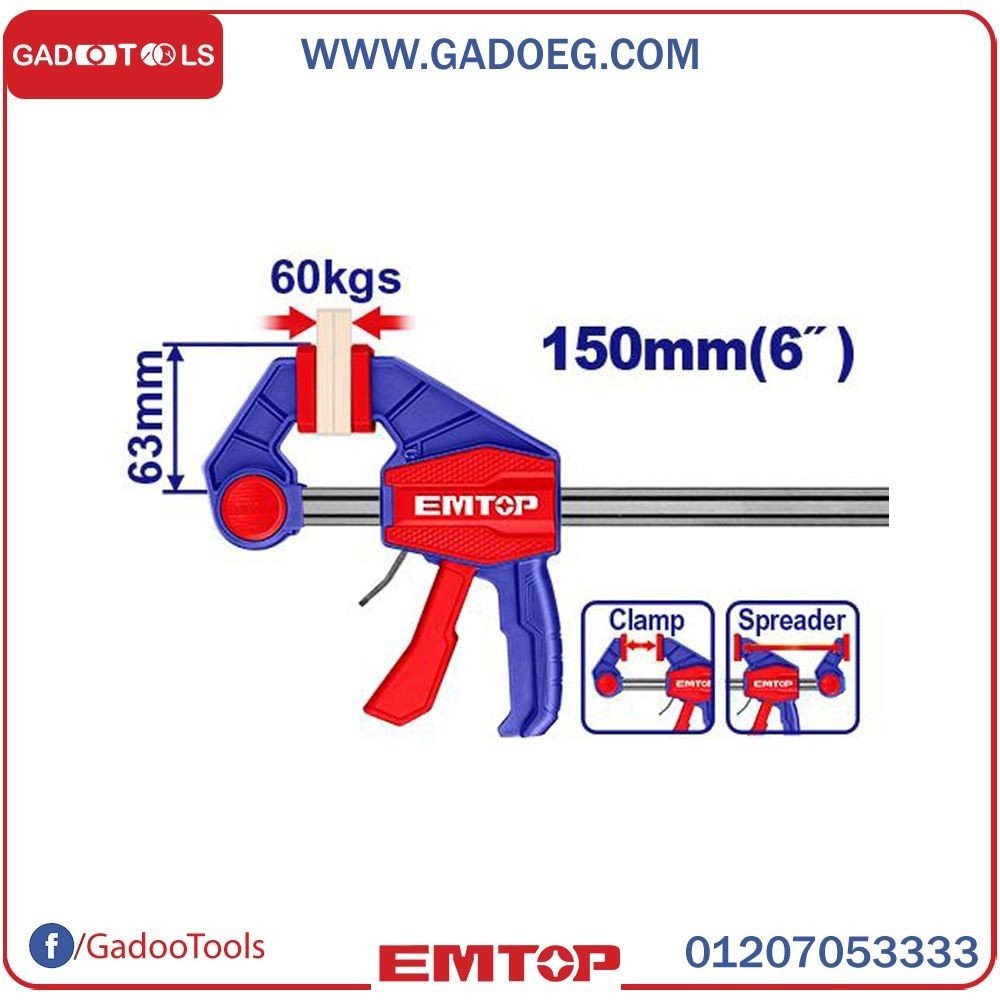 GADOTOOLS
WWW.GADOEG.COM
60kgs
150mm(6˝)
63mm
EMTOP
Clamp
Spreader
EMTOP
EMTOP
f/GadooTools
EMTOP
01207053333